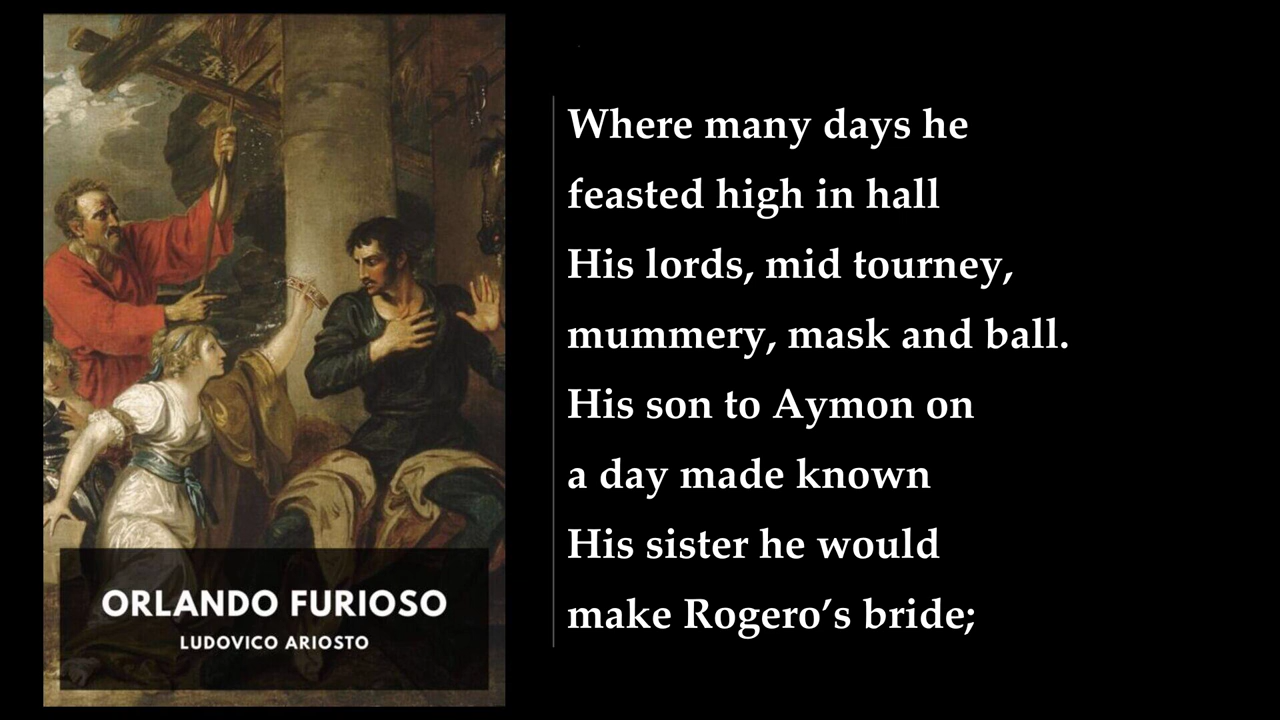 ORLANDO FURIOSO
LUDOVICO ARIOSTO
Where many days he
feasted high in hall
His lords, mid tourney,
mummery, mask and ball.
His son to Aymon on
a day made known
His sister he would
make Rogero’s bride;